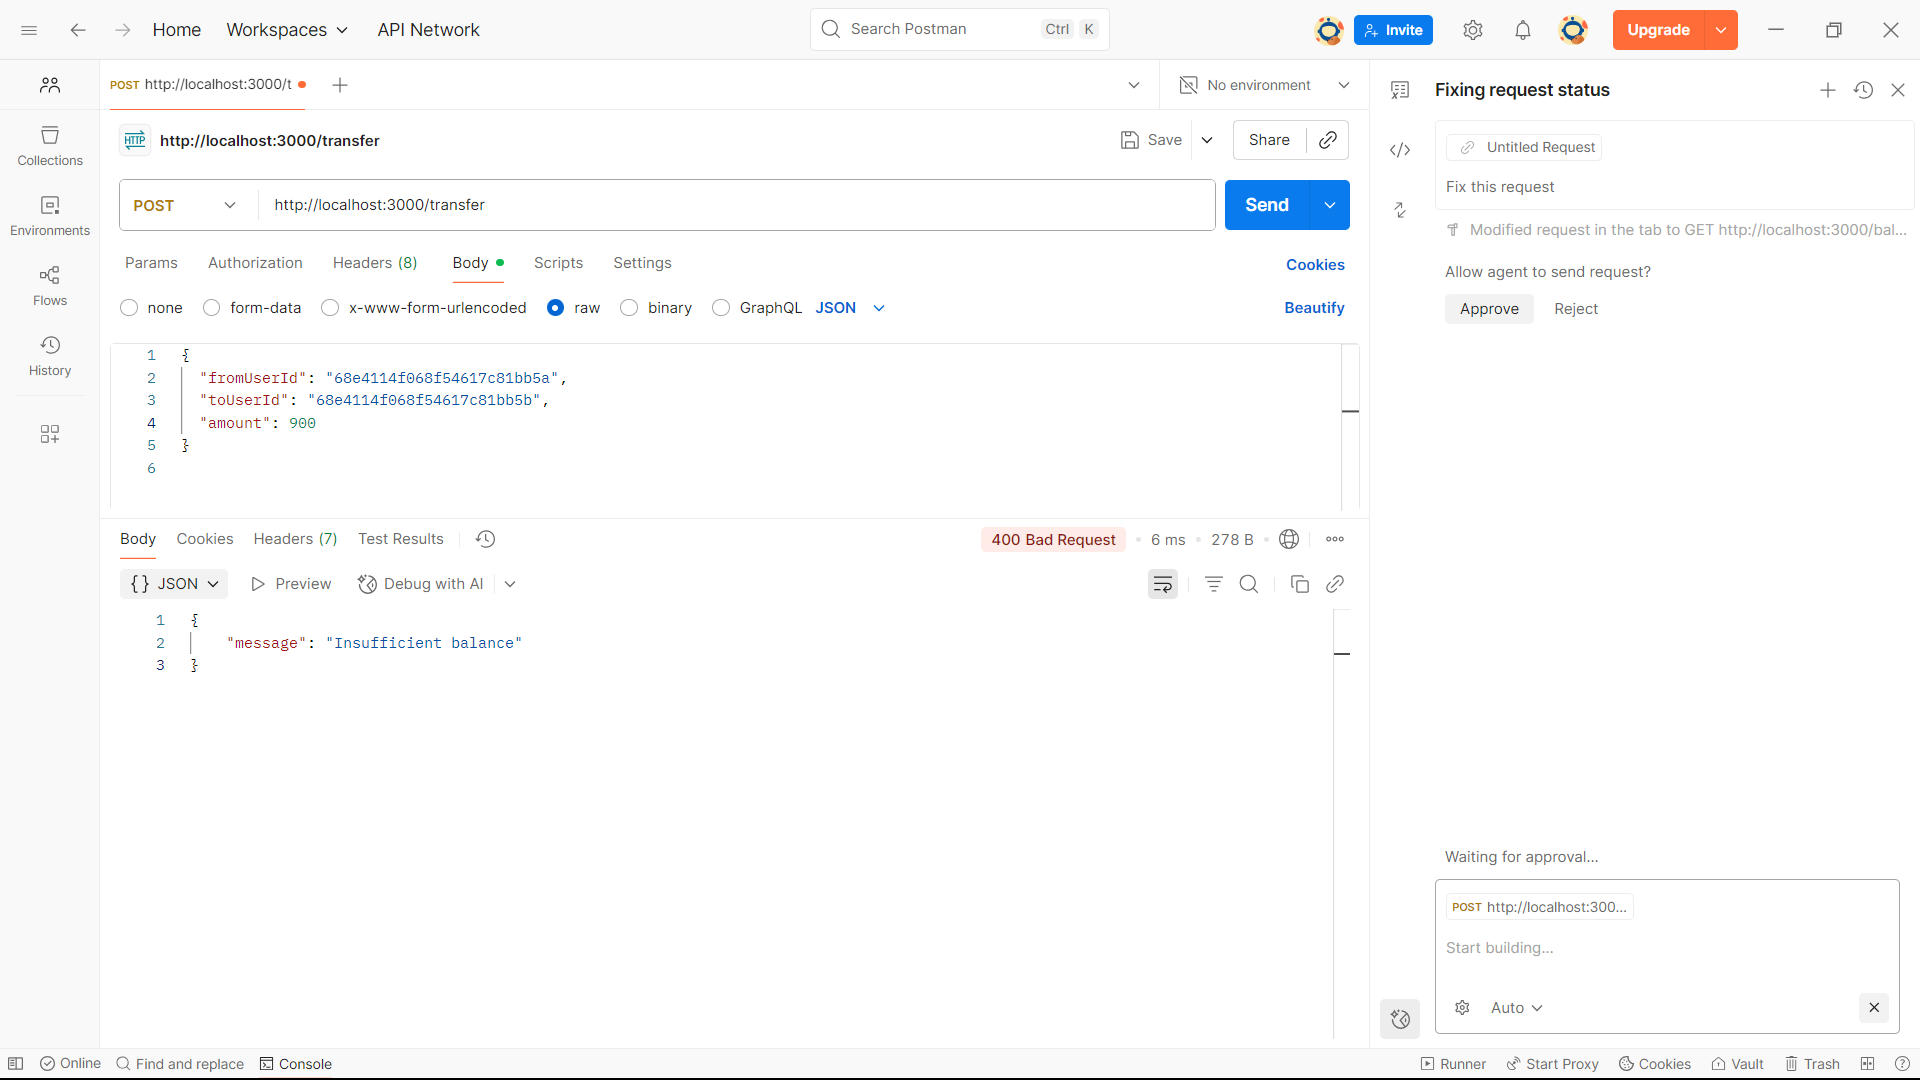 Home
Workspaces
API Network
Search Postman
Ctrl K
Invite
Upgrade
Collections
Environments
Flows
History
POST http://localhost:3000/t
No environment
HTTP http://localhost:3000/transfer
Save
Share
POST
http://localhost:3000/transfer
Send
Params
Authorization
Headers (8)
Body
Scripts
Settings
Cookies
none
form-data
x-www-form-urlencoded
raw
binary
GraphQL
JSON
Beautify
1 {
2 "fromUserId": "68e4114f068f54617c81bb5a",
3 "toUserId": "68e4114f068f54617c81bb5b",
4 "amount": 900
5 }
6
Body
Cookies
Headers (7)
Test Results
400 Bad Request
6 ms
278 B
{} JSON
Preview
Debug with AI
1 {
2 "message": "Insufficient balance"
3 }
Fixing request status
Untitled Request
Fix this request
Modified request in the tab to GET http://localhost:3000/bal...
Allow agent to send request?
Approve
Reject
Waiting for approval...
POST http://localhost:300...
Start building...
Auto
Online
Find and replace
Console
Runner
Start Proxy
Cookies
Vault
Trash